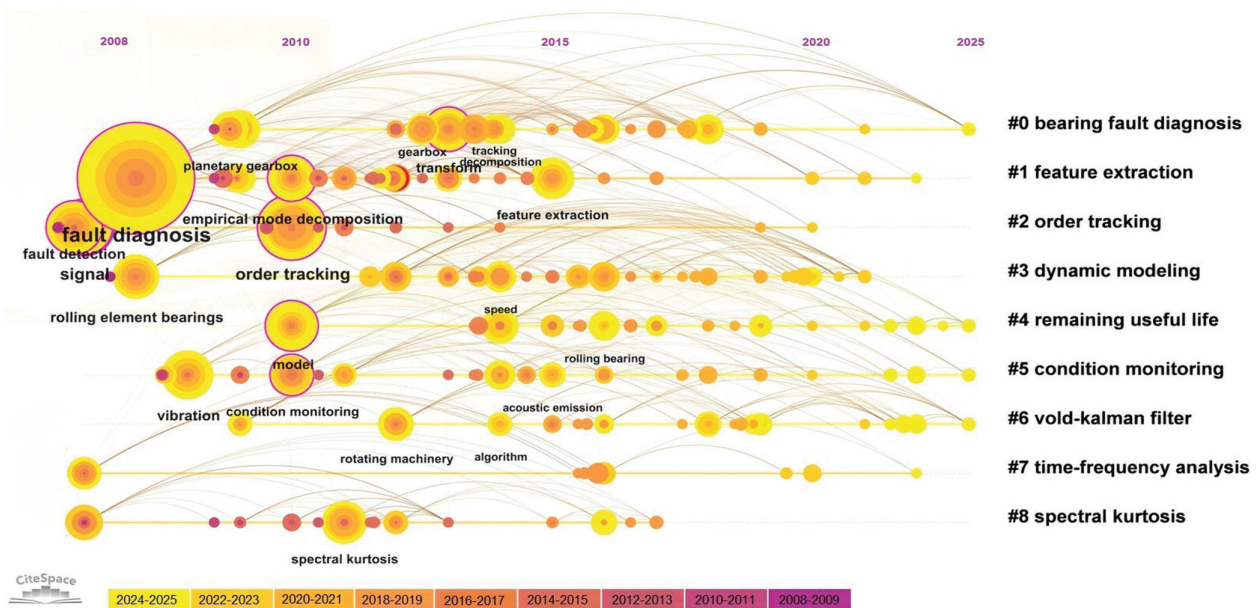 2008 2010 2015 2020 2025
#0 bearing fault diagnosis
gearbox tracking
planetary gearbox transform decomposition
#1 feature extraction
empirical mode decomposition feature extraction
#2 order tracking
fault diagnosis
fault detection
signal order tracking
#3 dynamic modeling
rolling element bearings speed
#4 remaining useful life
model rolling bearing
#5 condition monitoring
vibration condition monitoring acoustic emission
#6 vold-kalman filter
rotating machinery algorithm
#7 time-frequency analysis
#8 spectral kurtosis
spectral kurtosis
CiteSpace
2024-2025 2022-2023 2020-2021 2018-2019 2016-2017 2014-2015 2012-2013 2010-2011 2008-2009